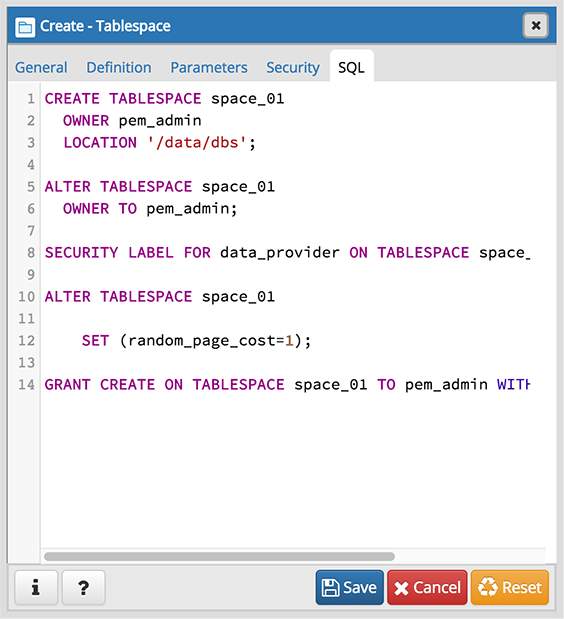 Create - Tablespace
General Definition Parameters Security SQL
1 CREATE TABLESPACE space_01
2 OWNER pem_admin
3 LOCATION '/data/dbs';
4
5 ALTER TABLESPACE space_01
6 OWNER TO pem_admin;
7
8 SECURITY LABEL FOR data_provider ON TABLESPACE space_
9
10 ALTER TABLESPACE space_01
11
12 SET (random_page_cost=1);
13
14 GRANT CREATE ON TABLESPACE space_01 TO pem_admin WITH
i ? Save Cancel Reset